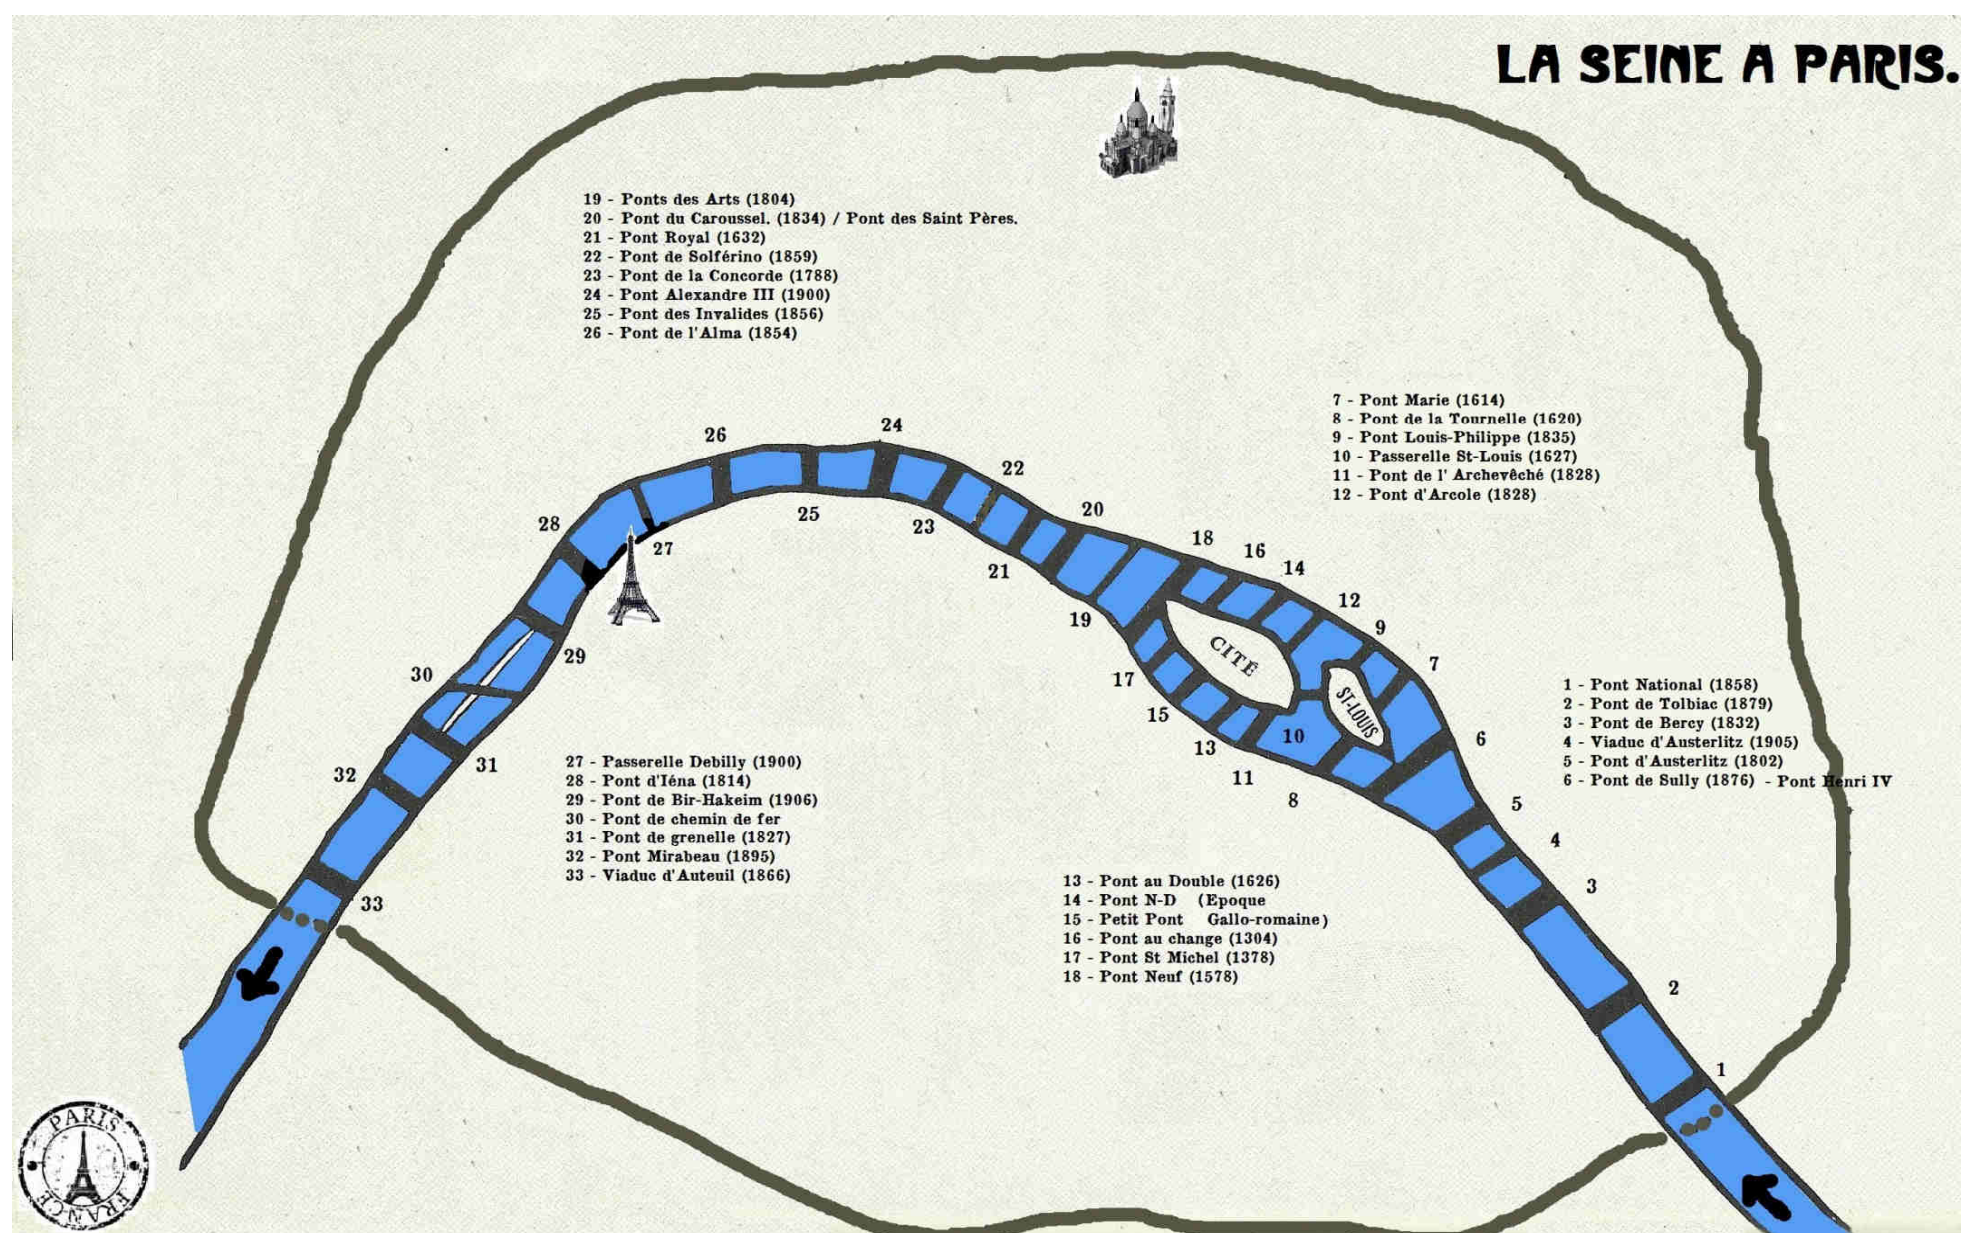 LA SEINE A PARIS.
19 - Ponts des Arts (1804)
20 - Pont du Caroussel. (1834) / Pont des Saint Pères.
21 - Pont Royal (1632)
22 - Pont de Solférino (1859)
23 - Pont de la Concorde (1788)
24 - Pont Alexandre III (1900)
25 - Pont des Invalides (1856)
26 - Pont de l'Alma (1854)
7 - Pont Marie (1614)
8 - Pont de la Tournelle (1620)
9 - Pont Louis-Philippe (1835)
10 - Passerelle St-Louis (1627)
11 - Pont de l' Archevêché (1828)
12 - Pont d'Arcole (1828)
24
26
22
20
28
25
23
27
18
16
21
14
12
19
9
CITÉ
29
7
30
17
ST-LOUIS
15
10
6
13
31
32
11
8
5
4
3
33
2
1
1 - Pont National (1858)
2 - Pont de Tolbiac (1879)
3 - Pont de Bercy (1832)
4 - Viaduc d'Austerlitz (1905)
5 - Pont d'Austerlitz (1802)
6 - Pont de Sully (1876) - Pont Henri IV
27 - Passerelle Debilly (1900)
28 - Pont d'Iéna (1814)
29 - Pont de Bir-Hakeim (1906)
30 - Pont de chemin de fer
31 - Pont de grenelle (1827)
32 - Pont Mirabeau (1895)
33 - Viaduc d'Auteuil (1866)
13 - Pont au Double (1626)
14 - Pont N-D (Epoque
15 - Petit Pont Gallo-romaine)
16 - Pont au change (1304)
17 - Pont St Michel (1378)
18 - Pont Neuf (1578)
PARIS
FRANCE